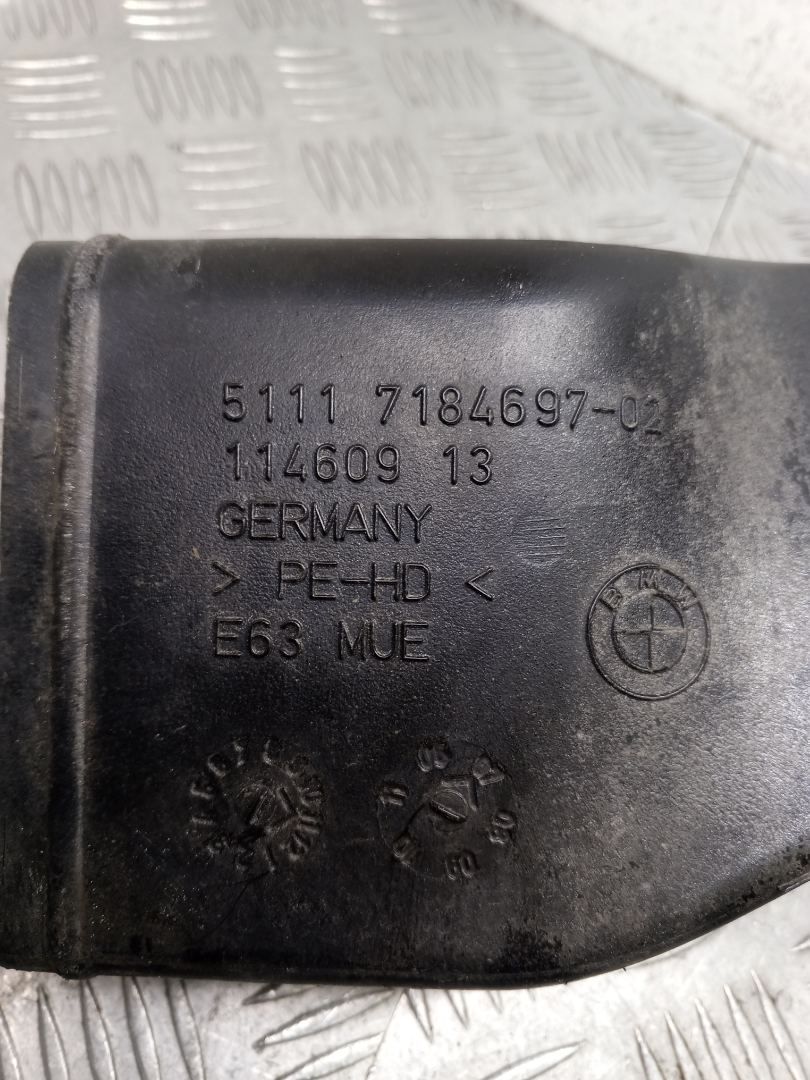 5111 7184697-02
114609 13
GERMANY
> PE-HD <
E63 MUE
BMW